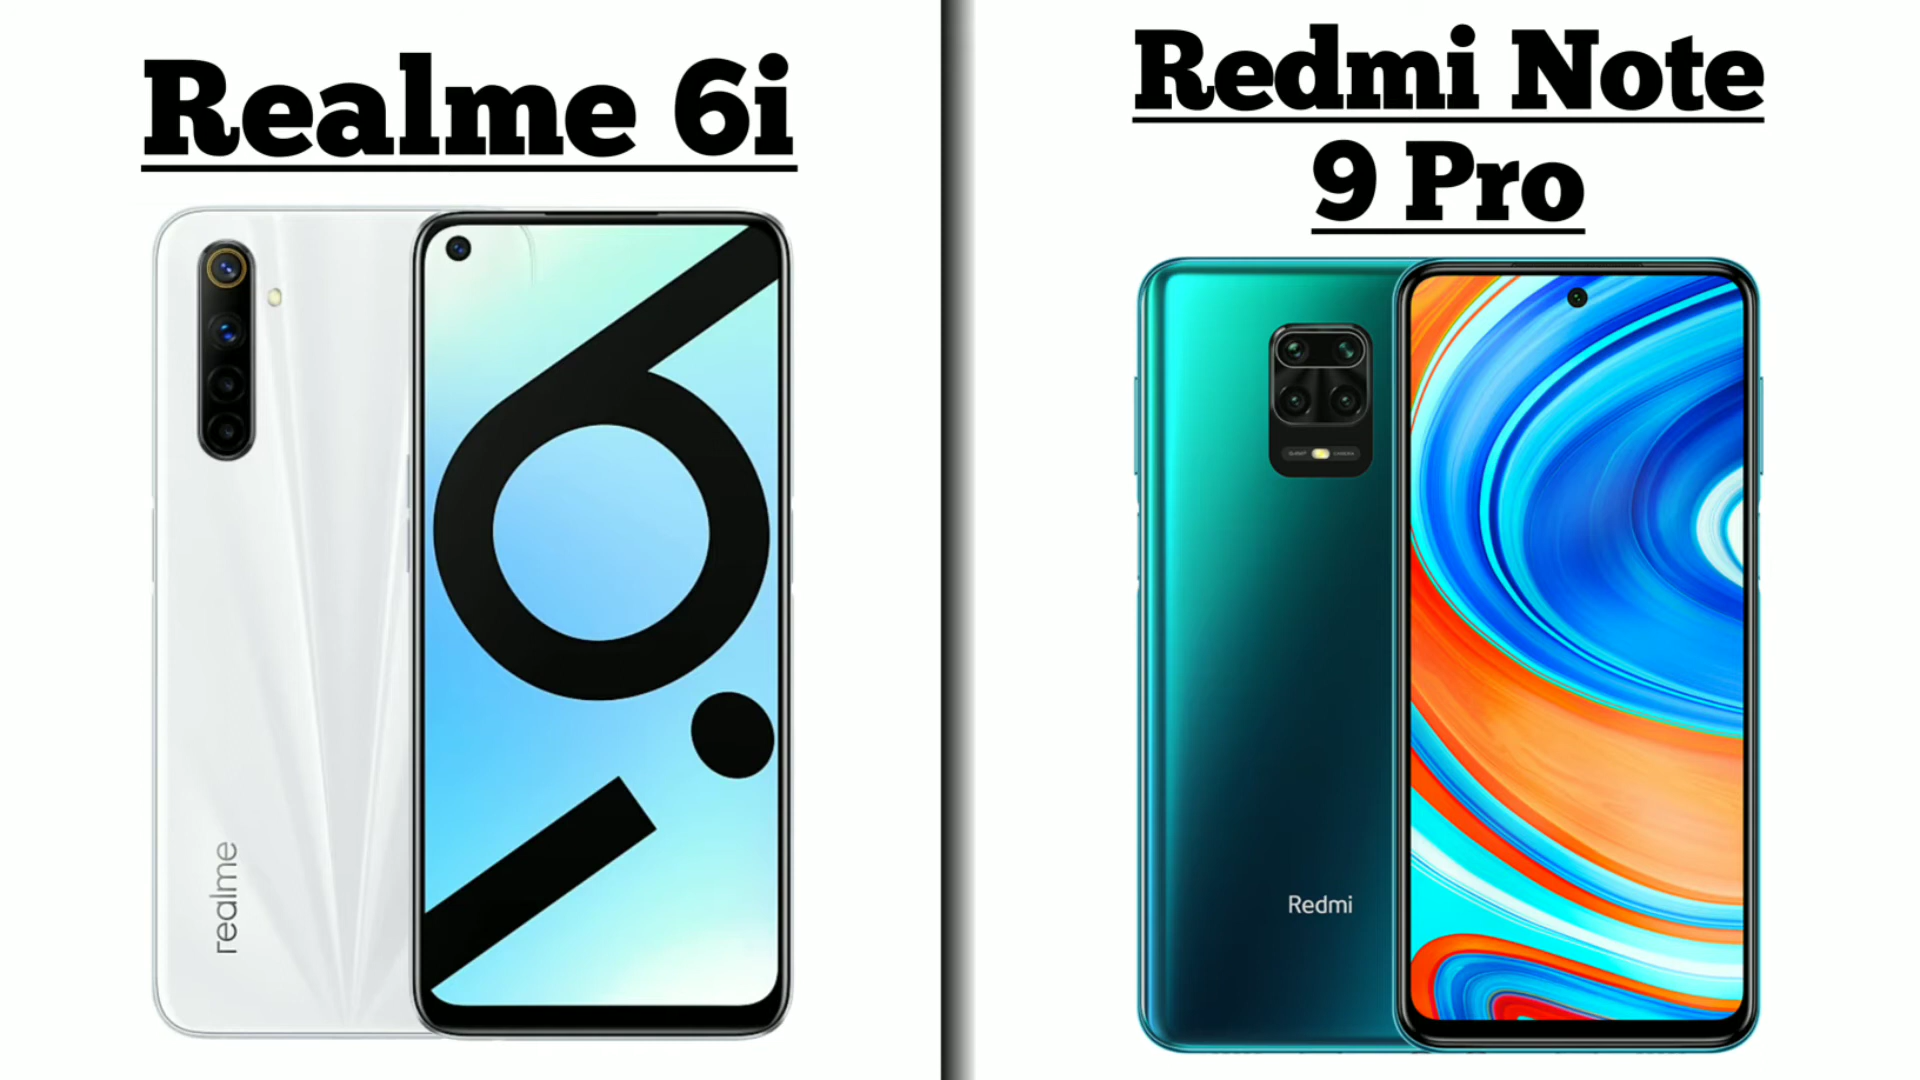 Realme 6i
realme
Redmi Note
9 Pro
Redmi